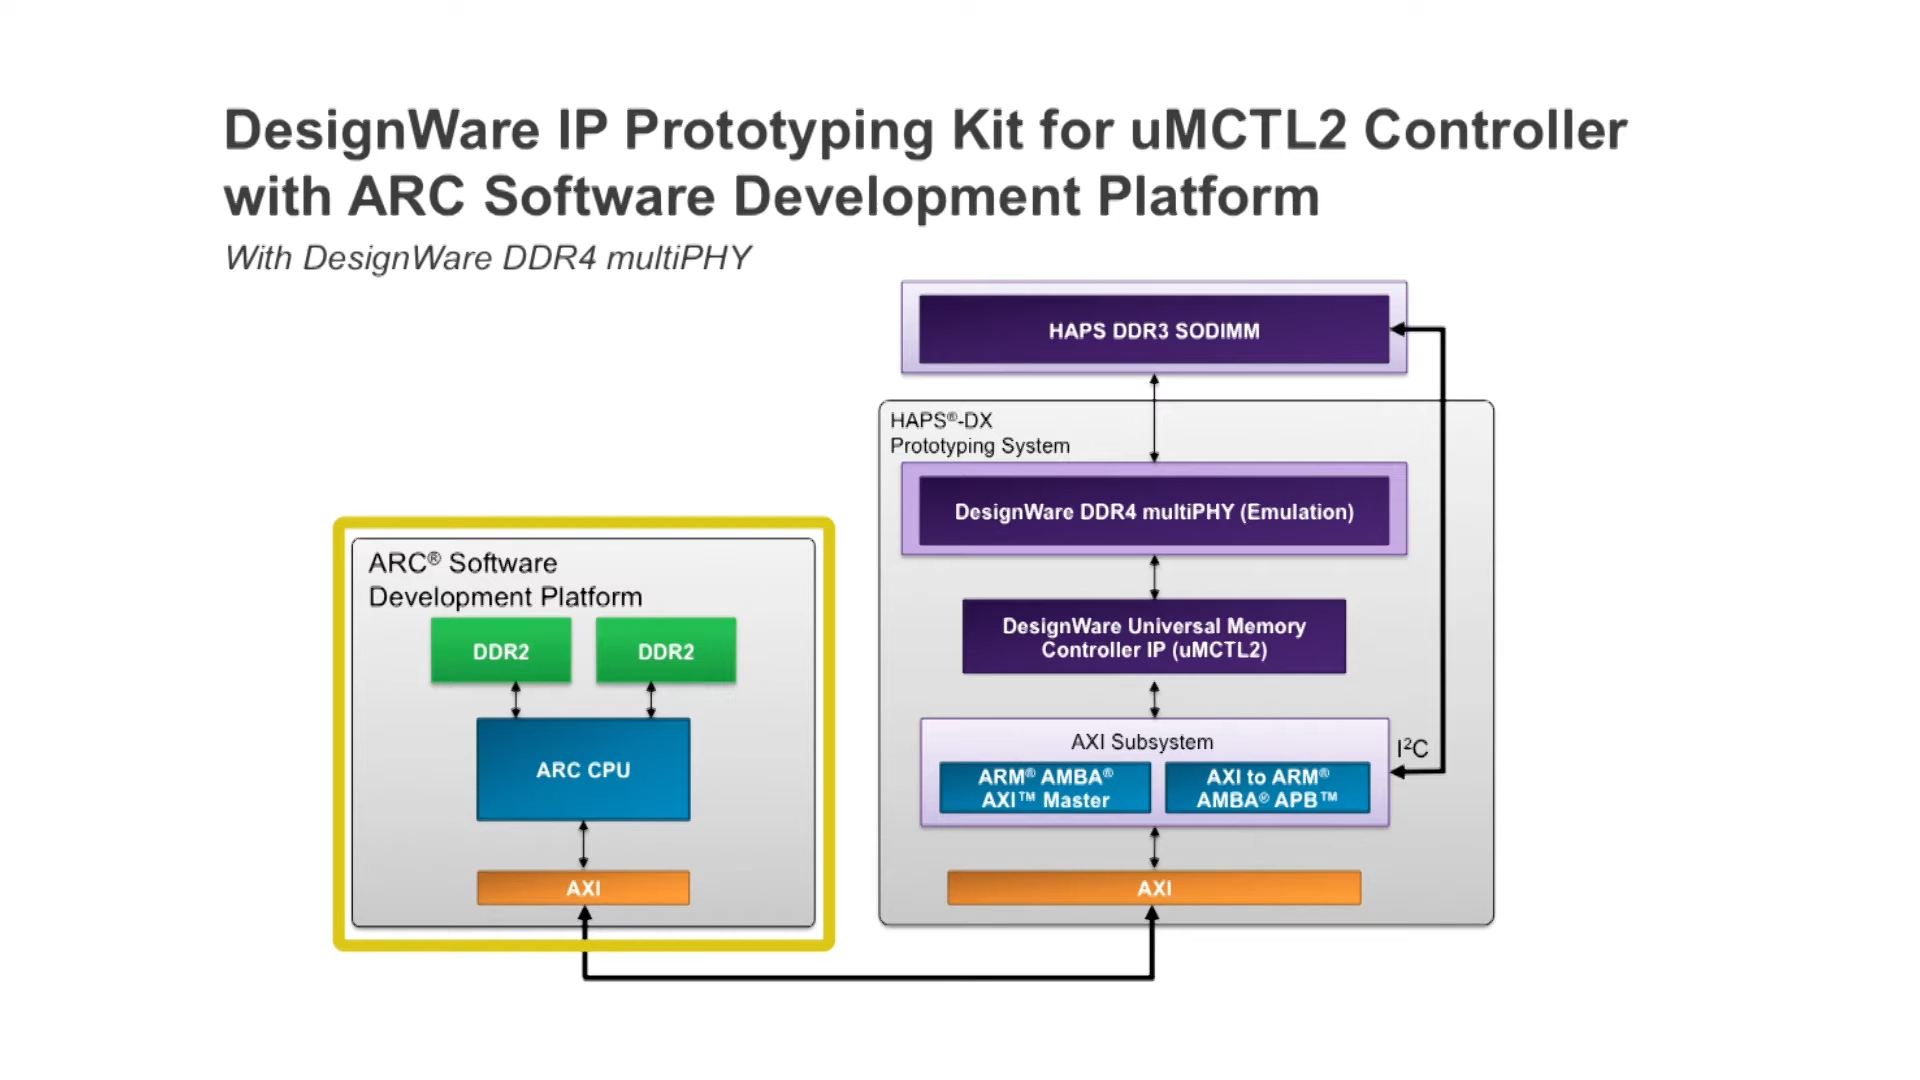 DesignWare IP Prototyping Kit for uMCTL2 Controller
with ARC Software Development Platform
With DesignWare DDR4 multiPHY
HAPS DDR3 SODIMM
HAPS®-DX
Prototyping System
DesignWare DDR4 multiPHY (Emulation)
DesignWare Universal Memory
Controller IP (uMCTL2)
AXI Subsystem
I²C
ARM® AMBA®
AXI™ Master
AXI to ARM®
AMBA® APB™
AXI
ARC® Software
Development Platform
DDR2
DDR2
ARC CPU
AXI